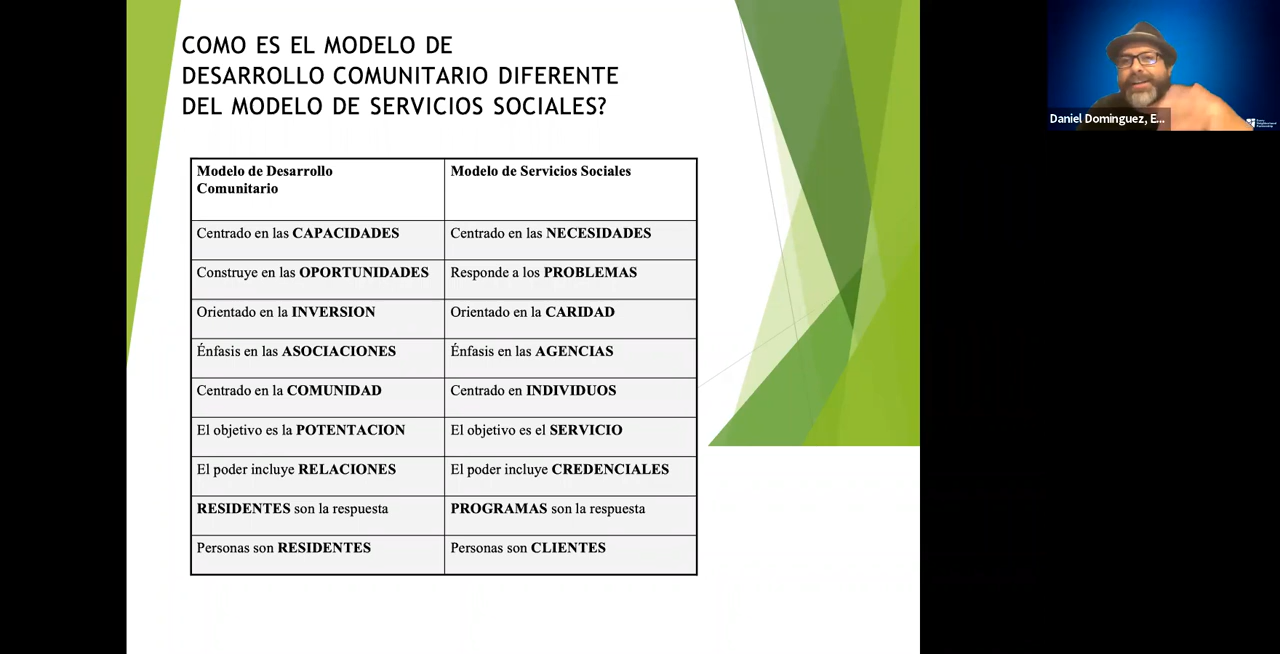 COMO ES EL MODELO DE
DESARROLLO COMUNITARIO DIFERENTE
DEL MODELO DE SERVICIOS SOCIALES?
Modelo de Desarrollo
Comunitario
Modelo de Servicios Sociales
Centrado en las CAPACIDADES
Centrado en las NECESIDADES
Construye en las OPORTUNIDADES
Responde a los PROBLEMAS
Orientado en la INVERSION
Orientado en la CARIDAD
Énfasis en las ASOCIACIONES
Énfasis en las AGENCIAS
Centrado en la COMUNIDAD
Centrado en INDIVIDUOS
El objetivo es la POTENTACION
El objetivo es el SERVICIO
El poder incluye RELACIONES
El poder incluye CREDENCIALES
RESIDENTES son la respuesta
PROGRAMAS son la respuesta
Personas son RESIDENTES
Personas son CLIENTES
Daniel Dominguez, E...